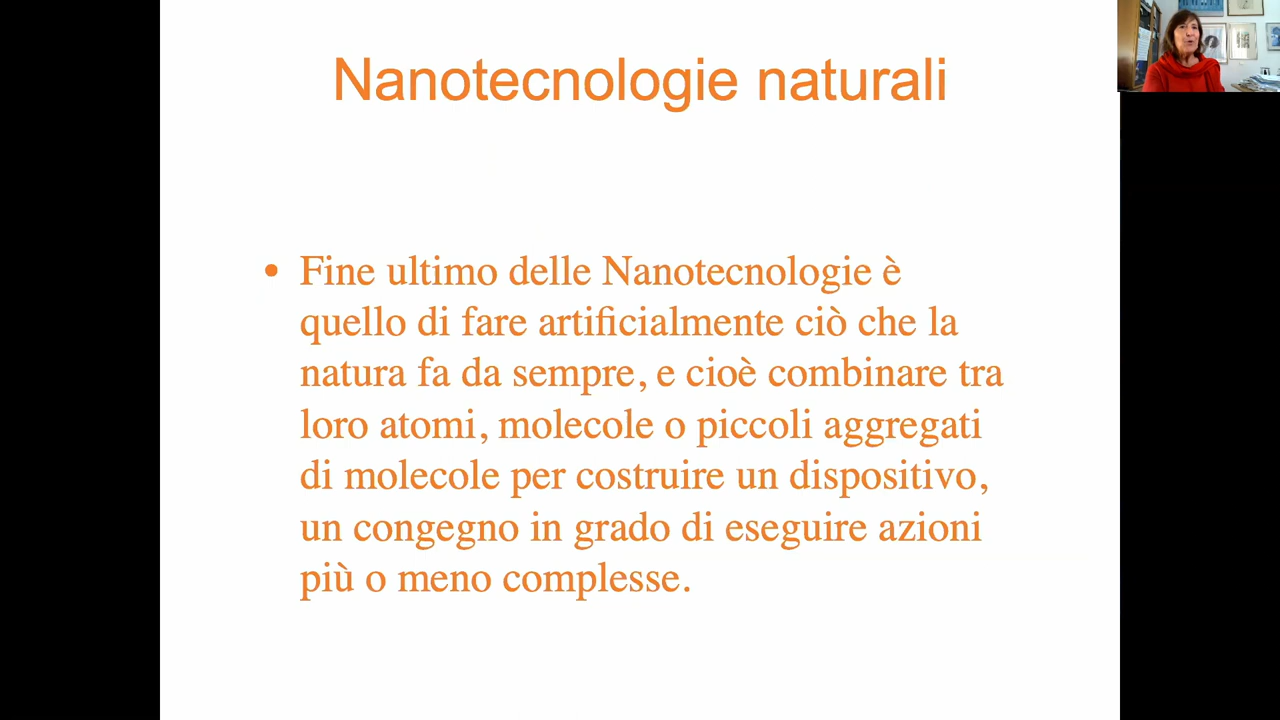 Nanotecnologie naturali
• Fine ultimo delle Nanotecnologie è
quello di fare artificialmente ciò che la
natura fa da sempre, e cioè combinare tra
loro atomi, molecole o piccoli aggregati
di molecole per costruire un dispositivo,
un congegno in grado di eseguire azioni
più o meno complesse.